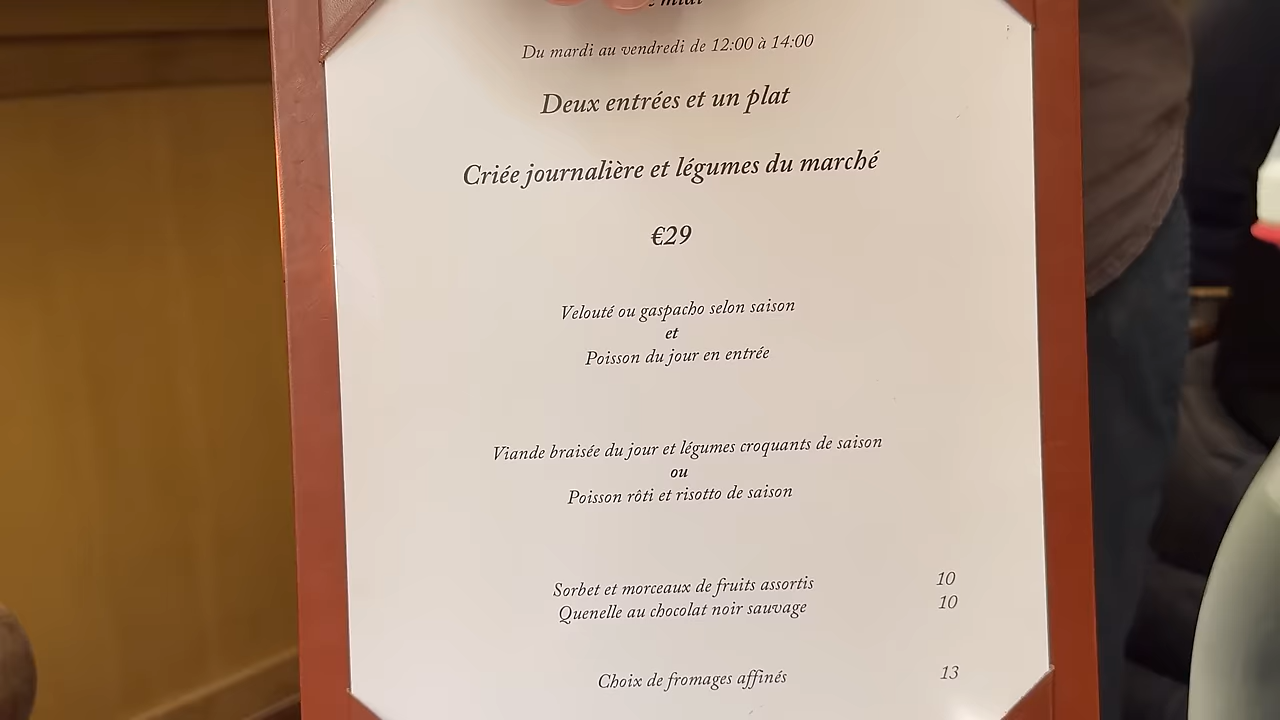 Du mardi au vendredi de 12:00 à 14:00
Deux entrées et un plat
Criée journalière et légumes du marché
€29
Velouté ou gaspacho selon saison
et
Poisson du jour en entrée
Viande braisée du jour et légumes croquants de saison
ou
Poisson rôti et risotto de saison
Sorbet et morceaux de fruits assortis 10
Quenelle au chocolat noir sauvage 10
Choix de fromages affinés 13